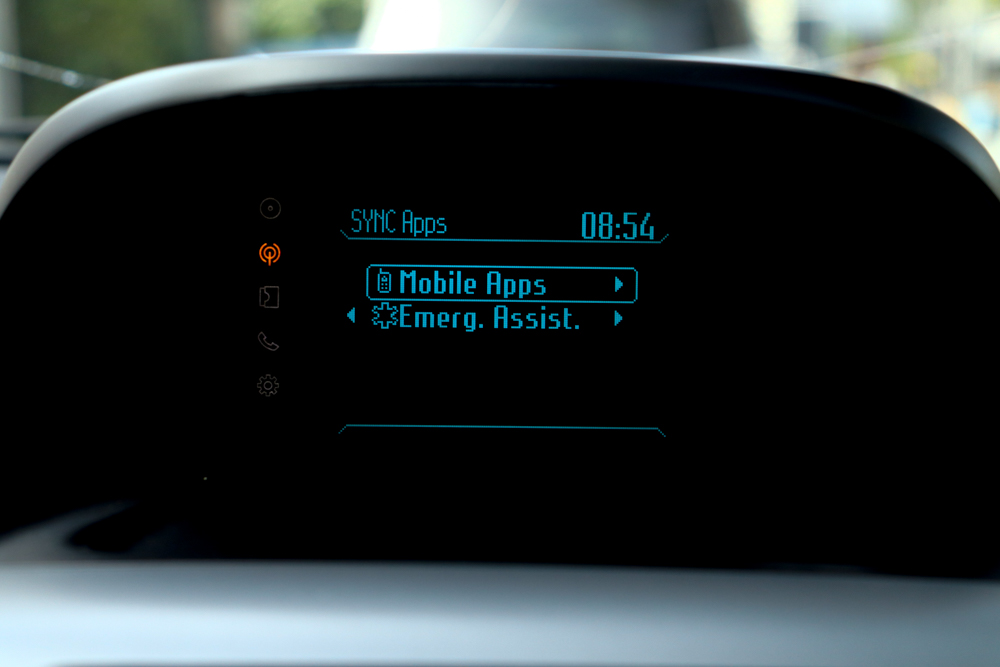 SYNC Apps 08:54
Mobile Apps
Emerg. Assist.